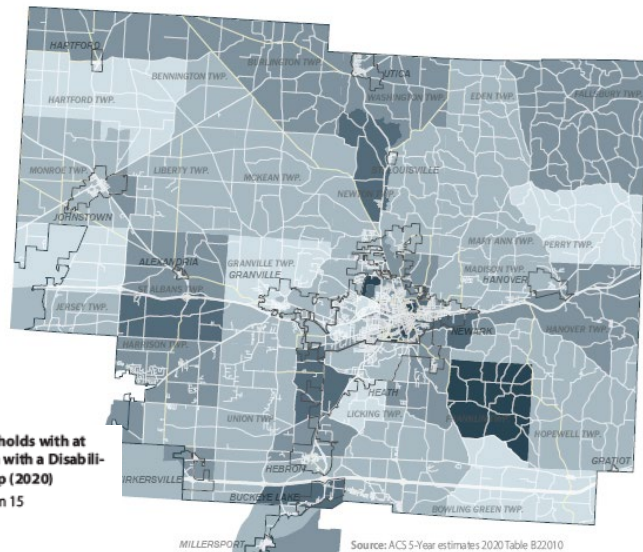 HARTFORD
BURLINGTON TWP.
UTICA
BENNINGTON TWP.
WASHINGTON TWP.
EDEN TWP.
FALLSBURY TWP.
HARTFORD TWP.
MONROE TWP.
LIBERTY TWP.
MCKEAN TWP.
ST LOUISVILLE
NEWTON TWP.
JOHNSTOWN
MARY ANN TWP.
PERRY TWP.
ALEXANDRIA
GRANVILLE TWP.
GRANVILLE
MADISON TWP.
HANOVER
ST ALBANS TWP.
JERSEY TWP.
HANOVER TWP.
NEWARK
HARRISON TWP.
HEATH
LICKING TWP.
UNION TWP.
HOPEWELL TWP.
holds with at
with a Disabili-
p (2020)
n 15
HEBRON
GRATIOT
KIRKERSVILLE
BUCKEYE LAKE
BOWLING GREEN TWP.
MILLERSPORT
Source: ACS 5-Year estimates 2020 Table B22010